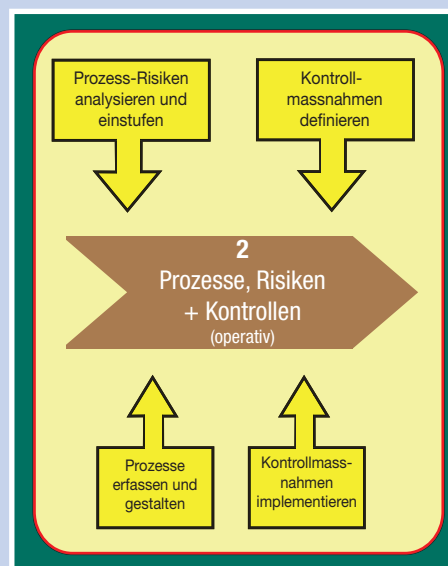 Prozess-Risiken
analysieren und
einstufen
Kontroll-
massnahmen
definieren
2
Prozesse, Risiken
+ Kontrollen
(operativ)
Prozesse
erfassen und
gestalten
Kontrollmass-
nahmen
implementieren